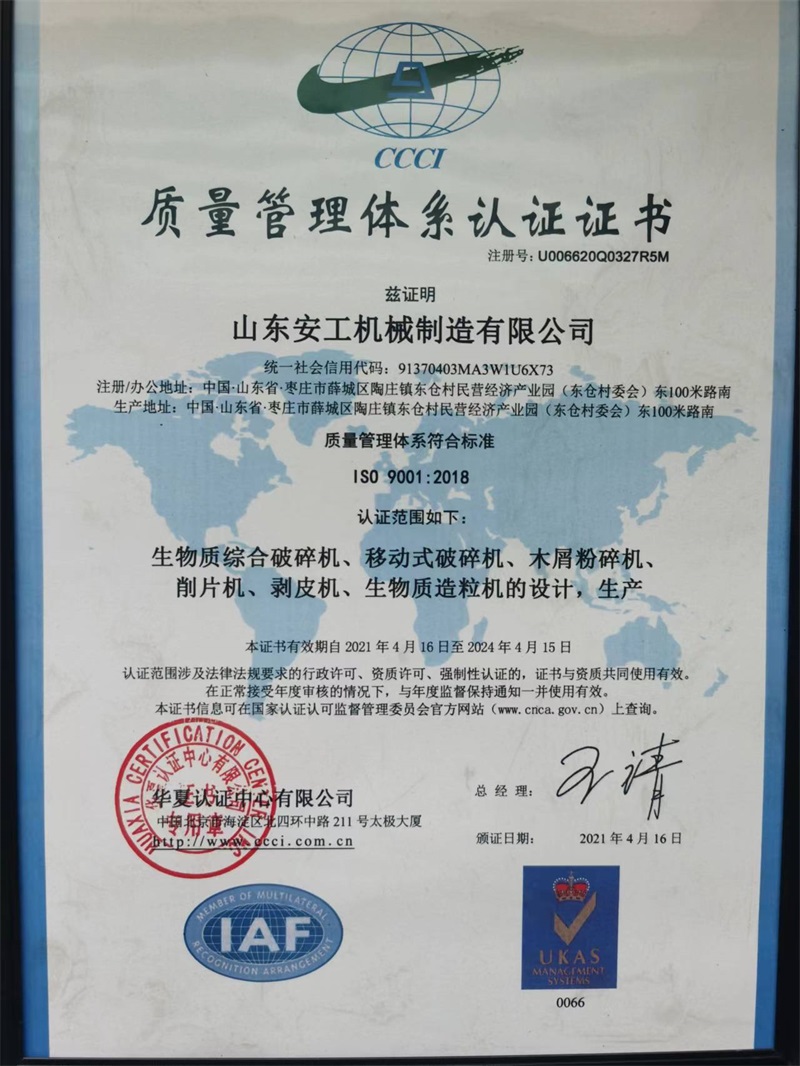 CCCI
质量管理体系认证证书
注册号: U006620Q0327R5M
兹证明
山东安工机械制造有限公司
统一社会信用代码: 91370403MA3W1U6X73
注册/办公地址: 中国·山东省·枣庄市薛城区陶庄镇东仓村民营经济产业园（东仓村委会）东100米路南
生产地址: 中国·山东省·枣庄市薛城区陶庄镇东仓村民营经济产业园（东仓村委会）东100米路南
质量管理体系符合标准
ISO 9001:2018
认证范围如下:
生物质综合破碎机、移动式破碎机、木屑粉碎机、
削片机、剥皮机、生物质造粒机的设计，生产
本证书有效期自 2021 年 4 月 16 日至 2024 年 4 月 15 日
认证范围涉及法律法规要求的行政许可、资质许可、强制性认证的，证书与资质共同使用有效。
在正常接受年度审核的情况下，与年度监督保持通知一并使用有效。
本证书信息可在国家认证认可监督管理委员会官方网站（www.cnca.gov.cn）上查询。
HUAXIA CERTIFICATION CENTER INC.
华夏认证中心有限公司
证书
专用章
华夏认证中心有限公司
中国北京市海淀区北四环中路 211 号太极大厦
http://www.ccci.com.cn
总 经 理:
颁证日期: 2021 年 4 月 16 日
MEMBER OF MULTILATERAL
IAF
RECOGNITION ARRANGEMENT
UKAS
MANAGEMENT
SYSTEMS
0066